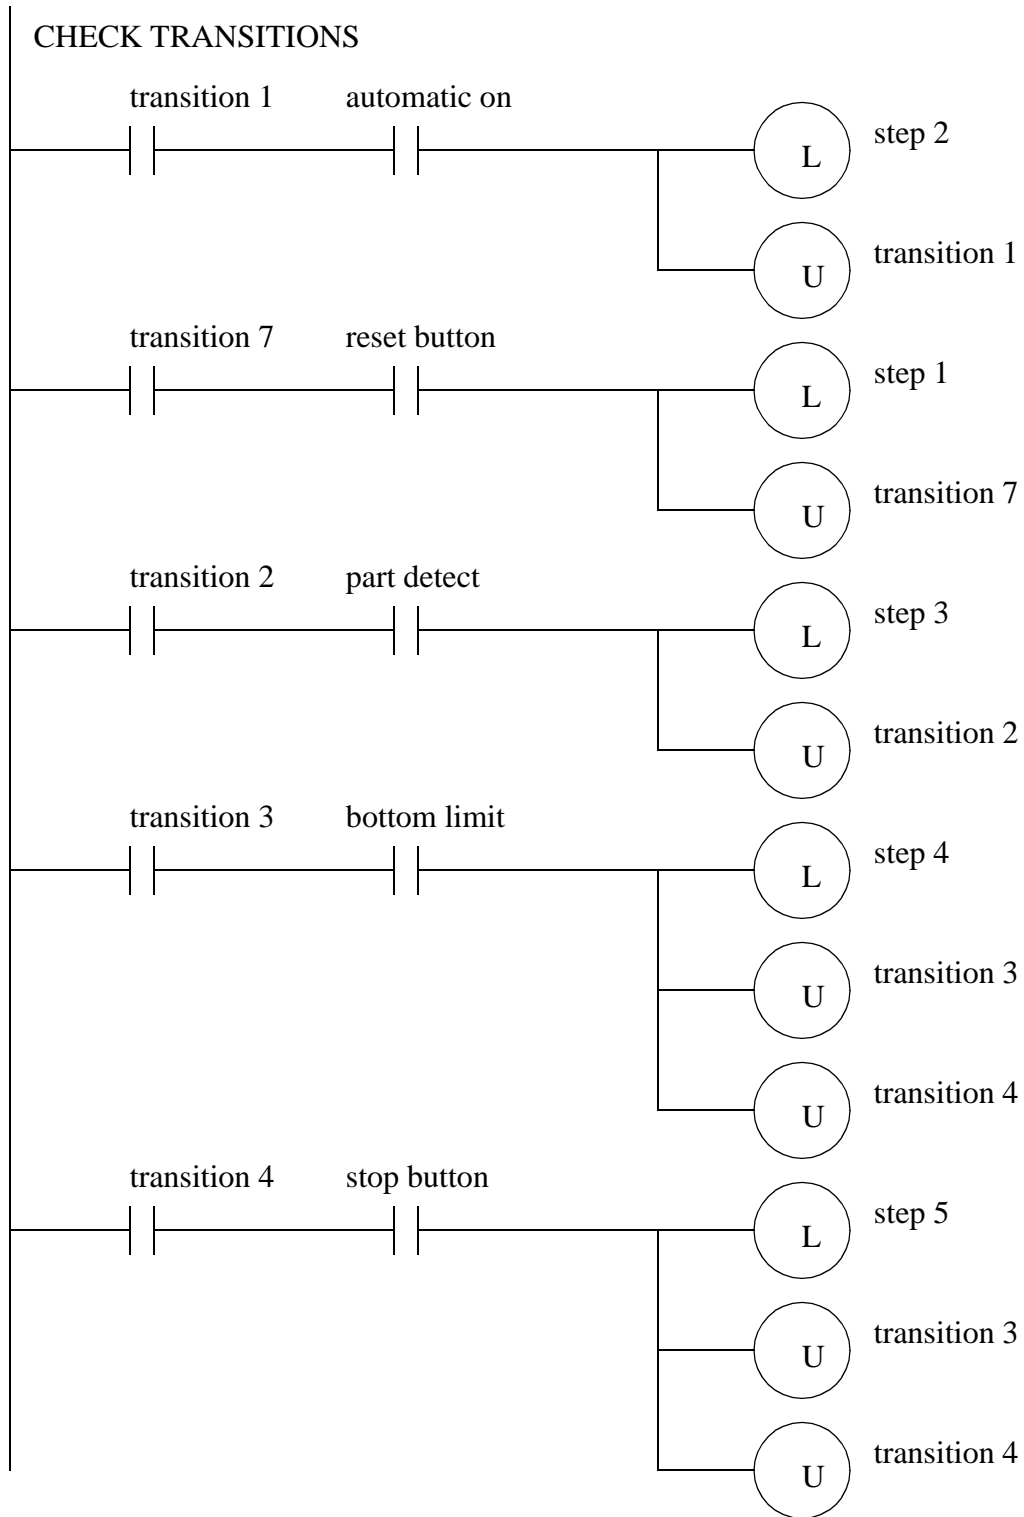 CHECK TRANSITIONS
transition 1 automatic on
step 2
L
transition 1
U
transition 7 reset button
step 1
L
transition 7
U
transition 2 part detect
step 3
L
transition 2
U
transition 3 bottom limit
step 4
L
transition 3
U
transition 4
U
transition 4 stop button
step 5
L
transition 3
U
transition 4
U